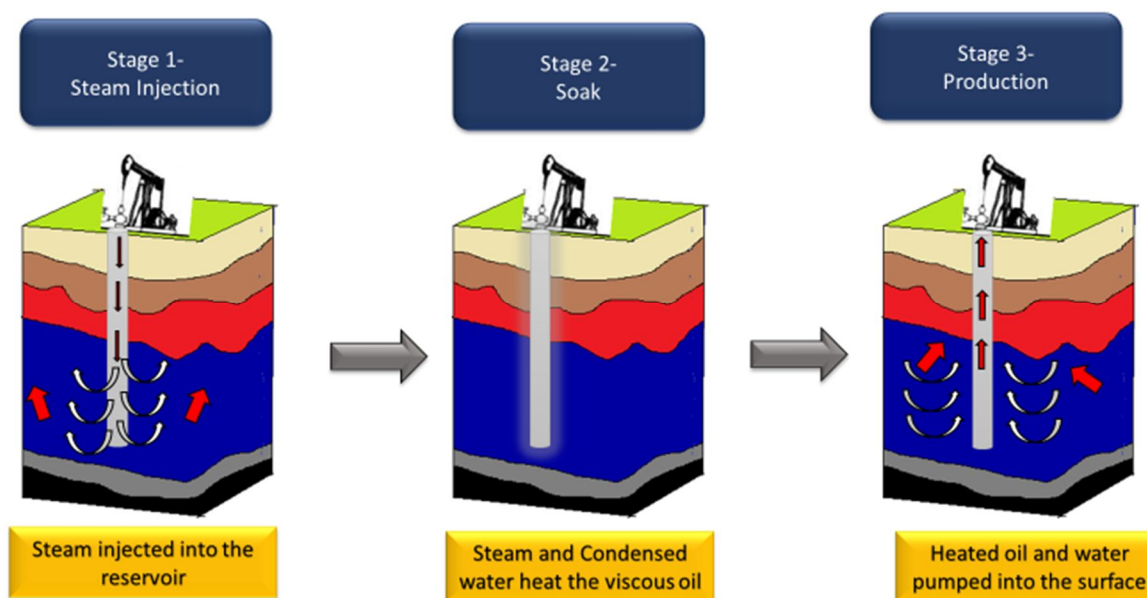 Stage 1-
Steam Injection
Stage 2-
Soak
Stage 3-
Production
Steam injected into the
reservoir
Steam and Condensed
water heat the viscous oil
Heated oil and water
pumped into the surface